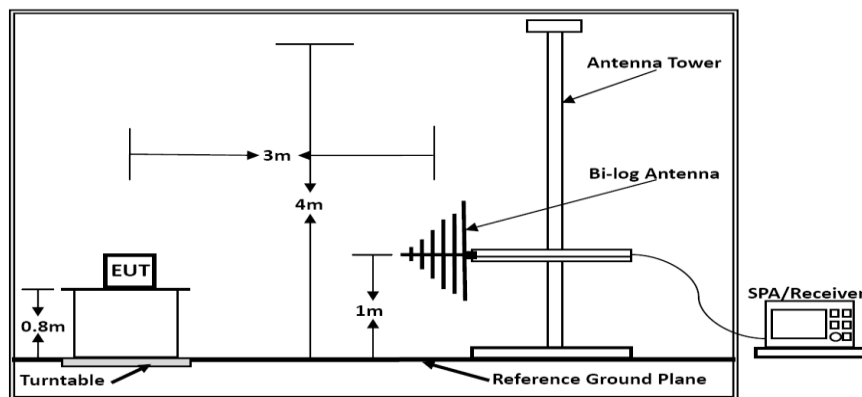 Antenna Tower
3m
Bi-log Antenna
4m
EUT
1m
0.8m
SPA/Receiver
Turntable
Reference Ground Plane